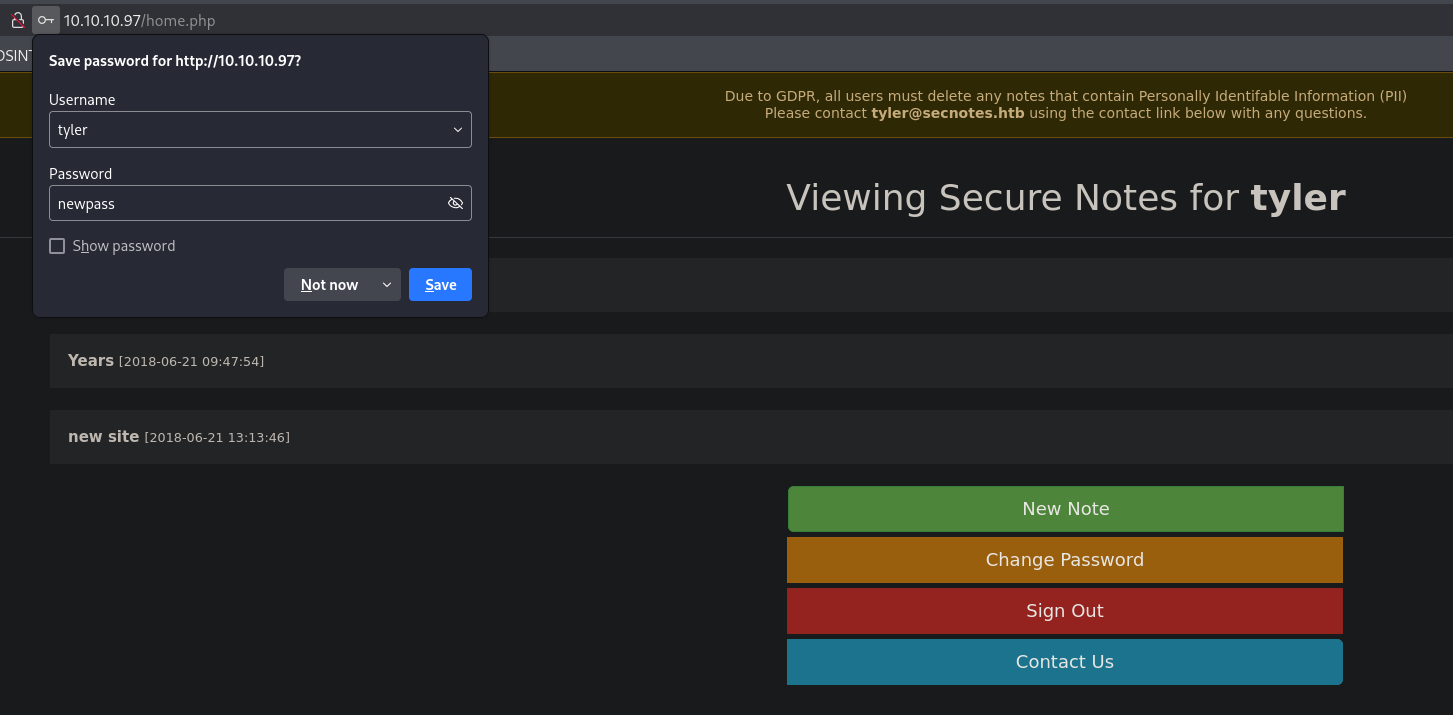 10.10.10.97/home.php
OSINT
Save password for http://10.10.10.97?
Username
tyler
Password
newpass
Show password
Not now
Save
Due to GDPR, all users must delete any notes that contain Personally Identifable Information (PII)
Please contact tyler@secnotes.htb using the contact link below with any questions.
Viewing Secure Notes for tyler
Years [2018-06-21 09:47:54]
new site [2018-06-21 13:13:46]
New Note
Change Password
Sign Out
Contact Us